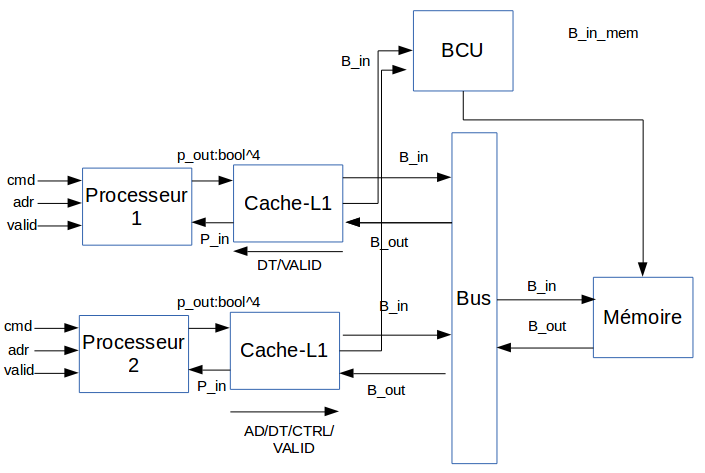 B_in_mem
BCU
B_in
p_out:bool^4
B_in
cmd
adr
valid
Processeur
1
Cache-L1
P_in
B_out
DT/VALID
p_out:bool^4
B_in
cmd
adr
valid
Processeur
2
Cache-L1
P_in
B_out
AD/DT/CTRL/
VALID
Bus
B_in
B_out
Mémoire